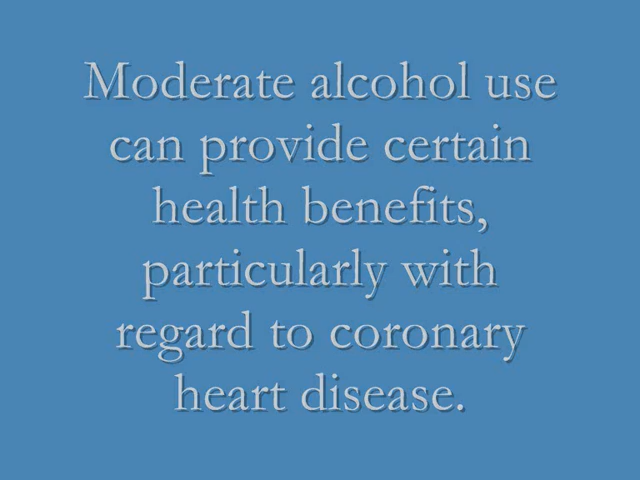 Moderate alcohol use
can provide certain
health benefits,
particularly with
regard to coronary
heart disease.